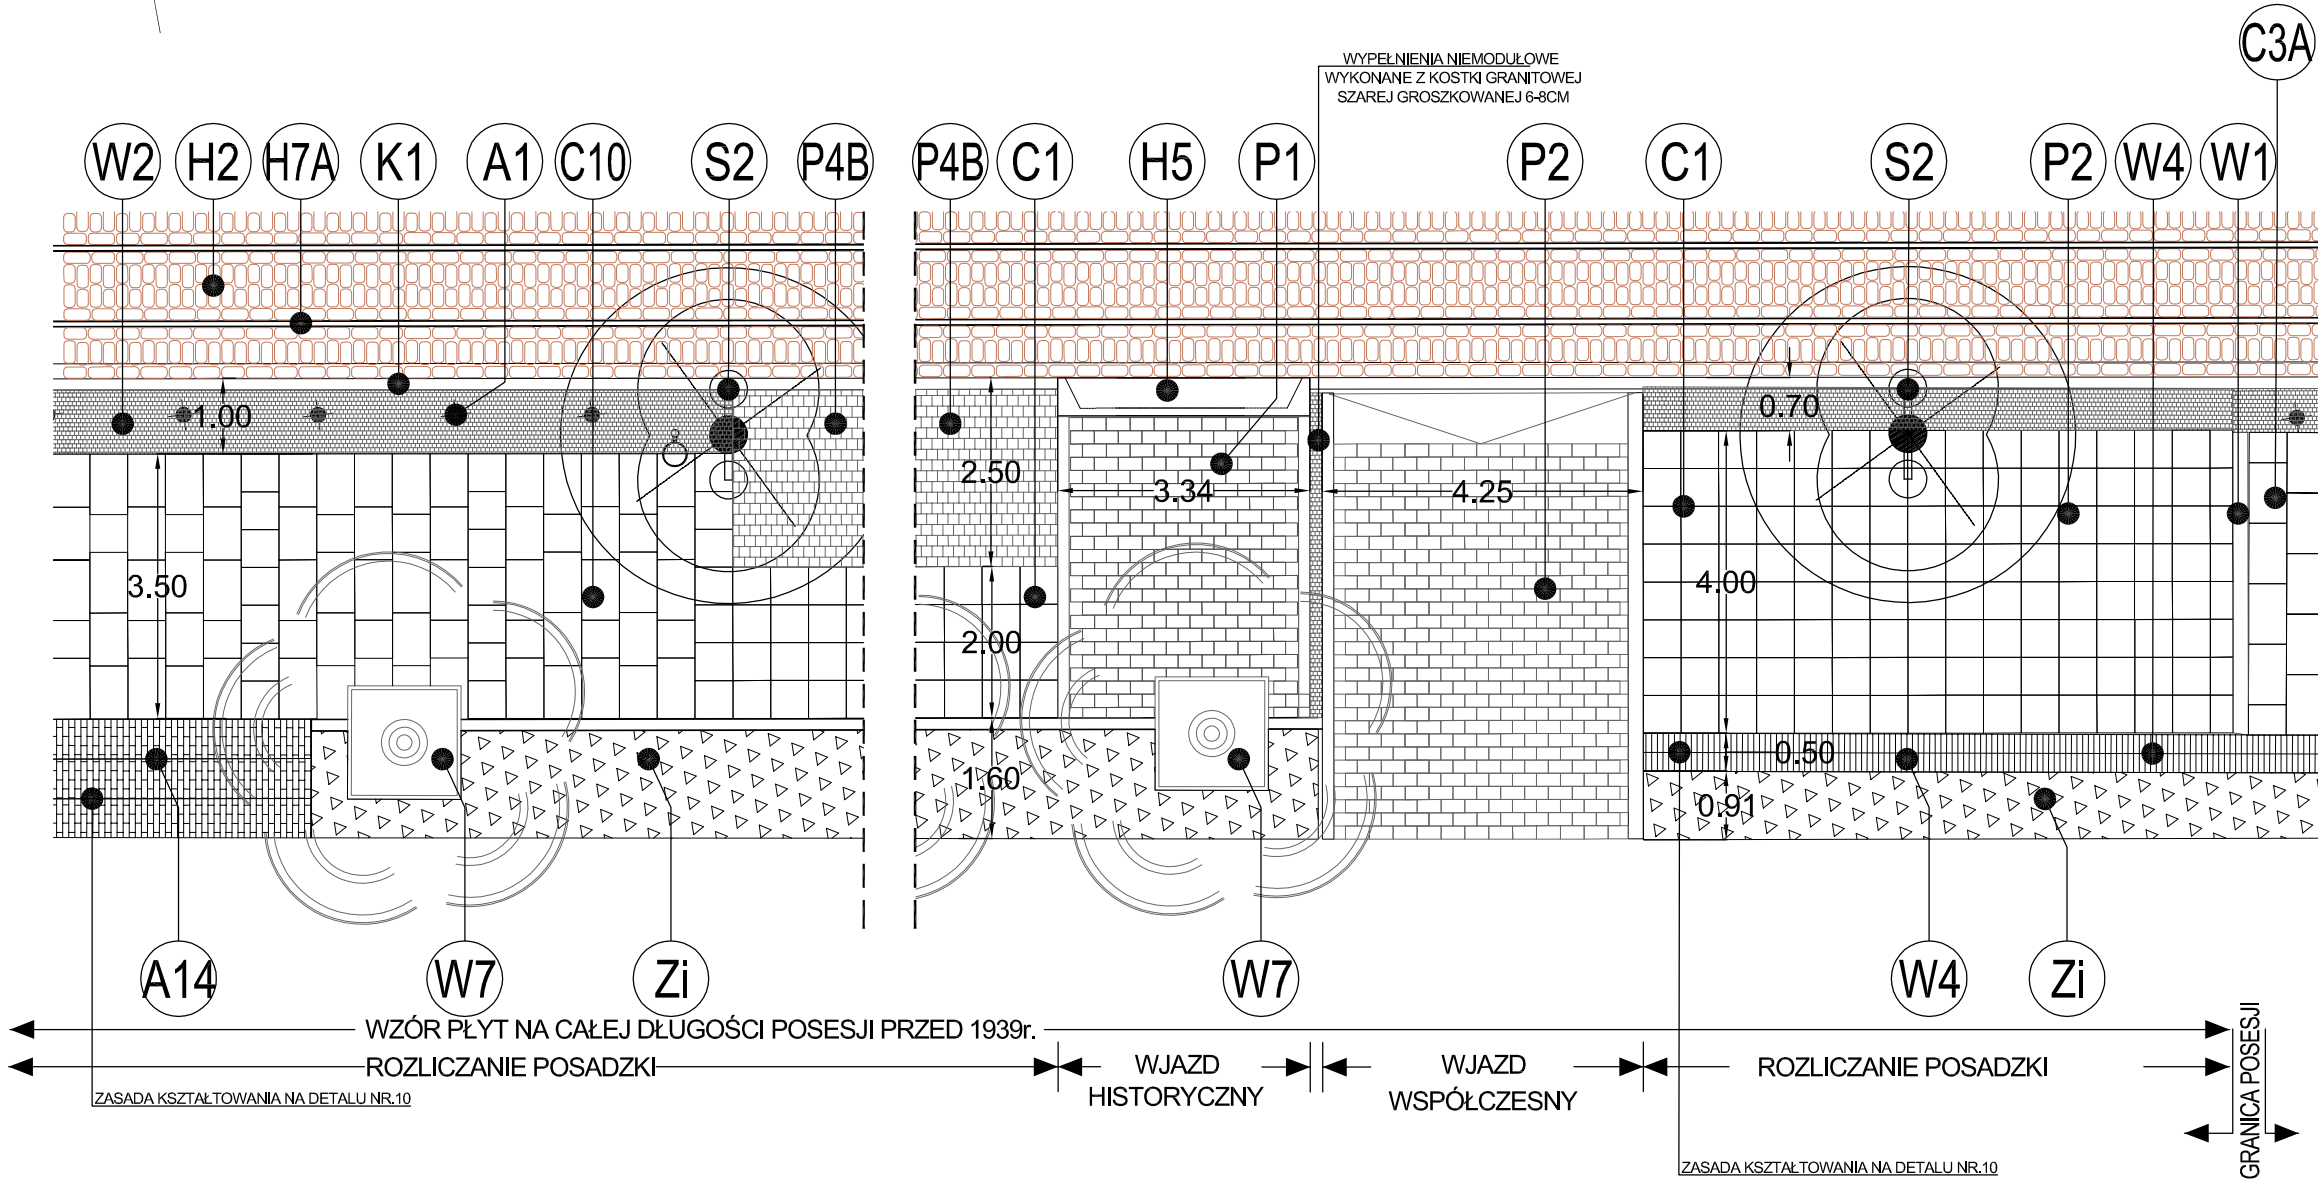 C3A
WYPEŁNIENIA NIEMODUŁOWE
WYKONANE Z KOSTKI GRANITOWEJ
SZAREJ GROSZKOWANEJ 6-8CM
W2 H2 H7A K1 A1 C10 S2 P4B P4B C1 H5 P1 P2 C1 S2 P2 W4 W1
1.00
0.70
2.50
3.34
4.25
3.50
4.00
2.00
0.50
1.60
0.91
A14 W7 Zi W7 W4 Zi
WZÓR PŁYT NA CAŁEJ DŁUGOŚCI POSESJI PRZED 1939r.
ROZLICZANIE POSADZKI
WJAZD
HISTORYCZNY
WJAZD
WSPÓŁCZESNY
ROZLICZANIE POSADZKI
GRANICA POSESJI
ZASADA KSZTAŁTOWANIA NA DETALU NR.10
ZASADA KSZTAŁTOWANIA NA DETALU NR.10